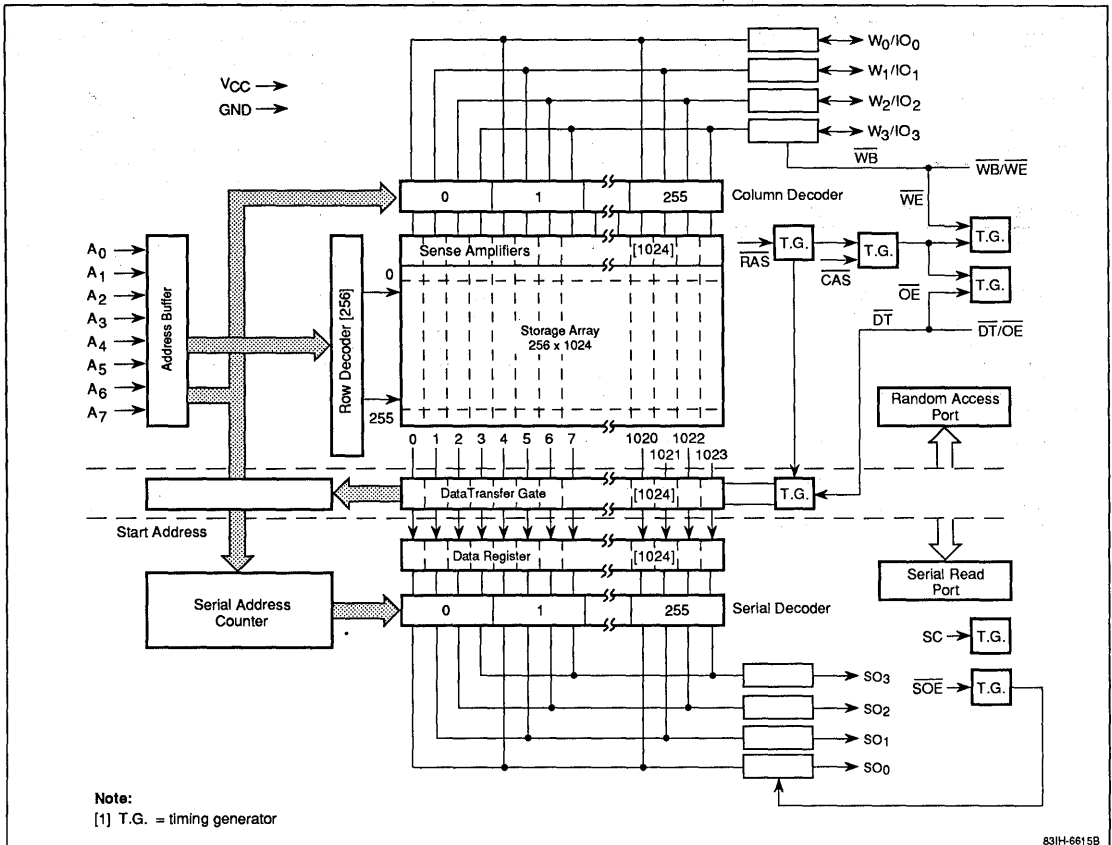 W0/IO0
W1/IO1
VCC
W2/IO2
GND
W3/IO3
WB
WB/WE
0 1 255
Column Decoder
WE
A0
A1
A2
A3
A4
A5
A6
A7
Address Buffer
Row Decoder [256]
Sense Amplifiers [1024]
0
255
Storage Array
256 x 1024
RAS
T.G.
CAS
T.G.
T.G.
T.G.
OE
DT
DT/OE
Random Access
Port
0 1 2 3 4 5 6 7 1020 1022
1021 1023
DataTransfer Gate [1024]
T.G.
Start Address
Data Register [1024]
Serial Read
Port
Serial Address
Counter
0 1 255
Serial Decoder
SC
T.G.
SO3
SOE
T.G.
SO2
SO1
SO0
Note:
[1] T.G. = timing generator
83IH-6615B